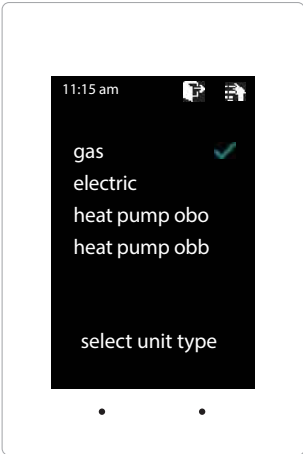 11:15 am
gas
electric
heat pump obo
heat pump obb
select unit type